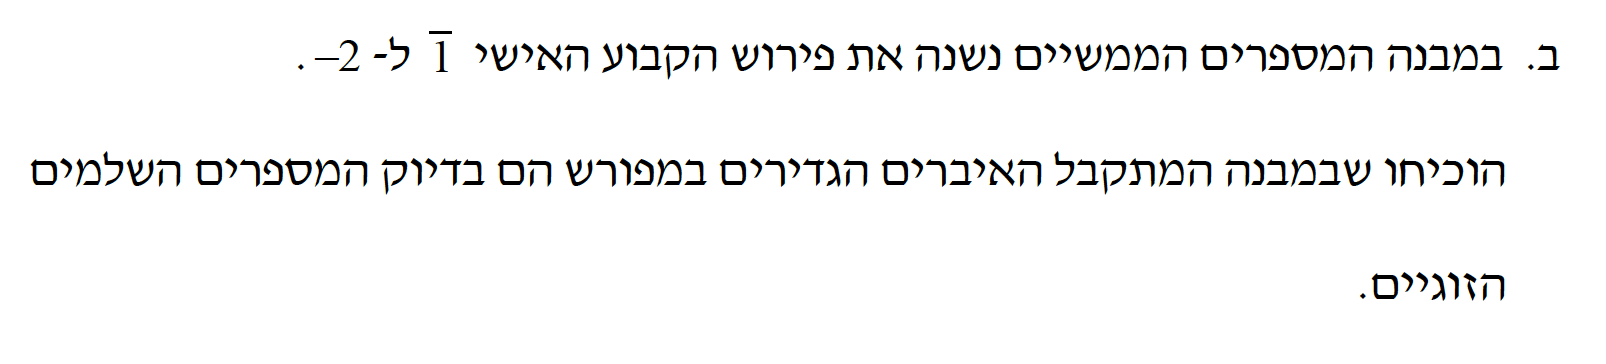 ב. במבנה המספרים הממשיים נשנה את פירוש הקבוע האישי 1̅ ל- –2 .
הוכיחו שבמבנה המתקבל האיברים הגדירים במפורש הם בדיוק המספרים השלמים
הזוגיים.